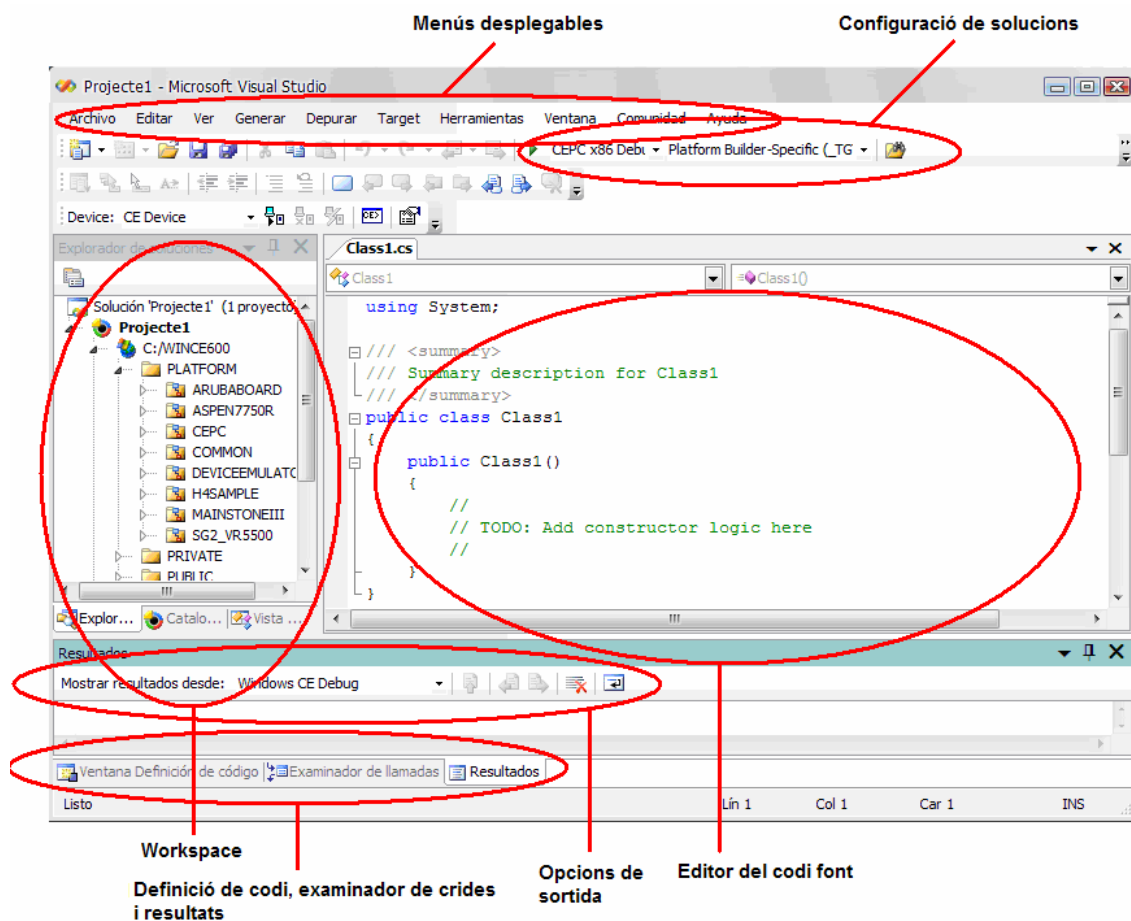 Menús desplegables
Configuració de solucions
Projecte1 - Microsoft Visual Studio
Archivo Editar Ver Generar Depurar Target Herramientas Ventana Comunidad Ayuda
CEPC x86 Debu Platform Builder-Specific (_TG
Device: CE Device
Explorador de soluciones
Class1.cs
Class1 Class1()
Solución 'Projecte1' (1 proyecto)
Projecte1
C:/WINCE600
PLATFORM
ARUBABOARD
ASPEN7750R
CEPC
COMMON
DEVICEEMULATO
H4SAMPLE
MAINSTONEIII
SG2_VR5500
PRIVATE
PUBLIC
Explor... Catalo... Vista ...
using System;
/// <summary>
/// Summary description for Class1
/// </summary>
public class Class1
{
public Class1()
{
//
// TODO: Add constructor logic here
//
}
}
Resultados
Mostrar resultados desde: Windows CE Debug
Ventana Definición de código Examinador de llamadas Resultados
Listo Lín 1 Col 1 Car 1 INS
Workspace
Definició de codi, examinador de crides
i resultats
Opcions de
sortida
Editor del codi font